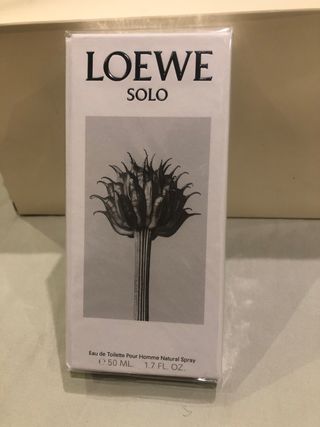 LOEWE
SOLO
Eau de Toilette Pour Homme Natural Spray
℮ 50 ML. 1.7 FL. OZ.